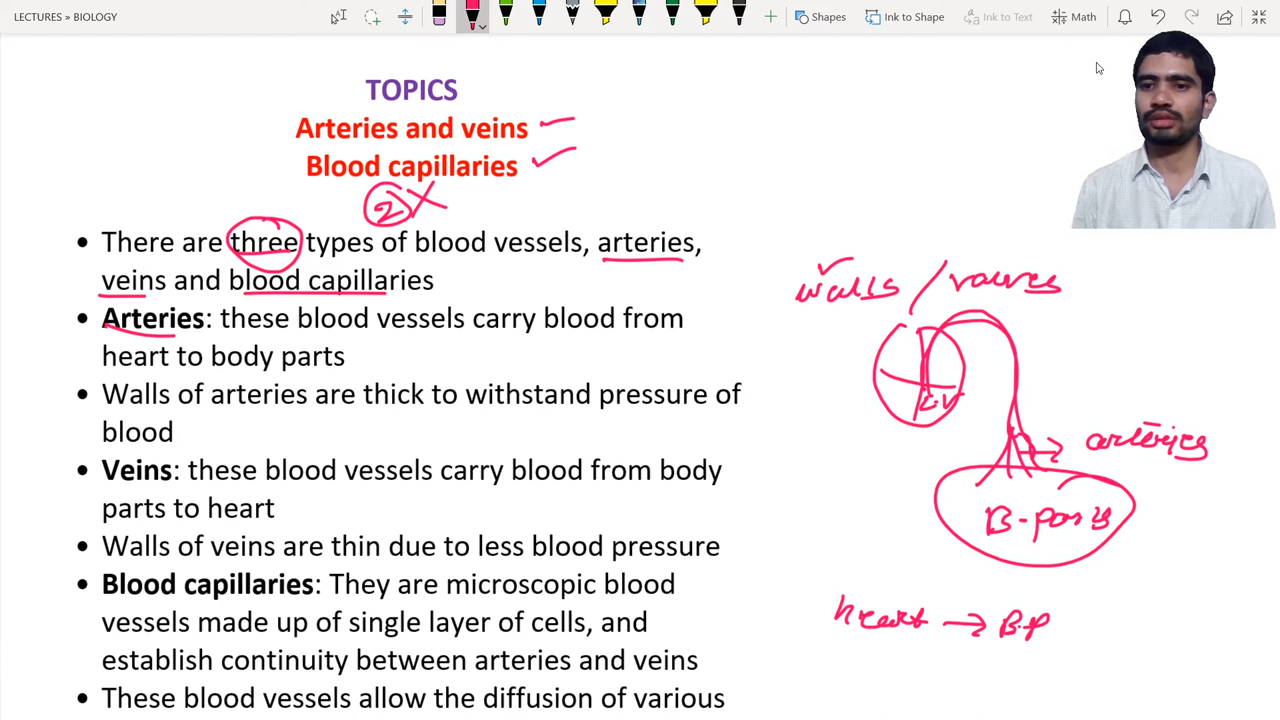 LECTURES » BIOLOGY
Shapes
Ink to Shape
Ink to Text
Math
TOPICS
Arteries and veins
Blood capillaries
2
• There are three types of blood vessels, arteries,
veins and blood capillaries
• Arteries: these blood vessels carry blood from
heart to body parts
• Walls of arteries are thick to withstand pressure of
blood
• Veins: these blood vessels carry blood from body
parts to heart
• Walls of veins are thin due to less blood pressure
• Blood capillaries: They are microscopic blood
vessels made up of single layer of cells, and
establish continuity between arteries and veins
• These blood vessels allow the diffusion of various
walls / valves
arteries
heart → B.P